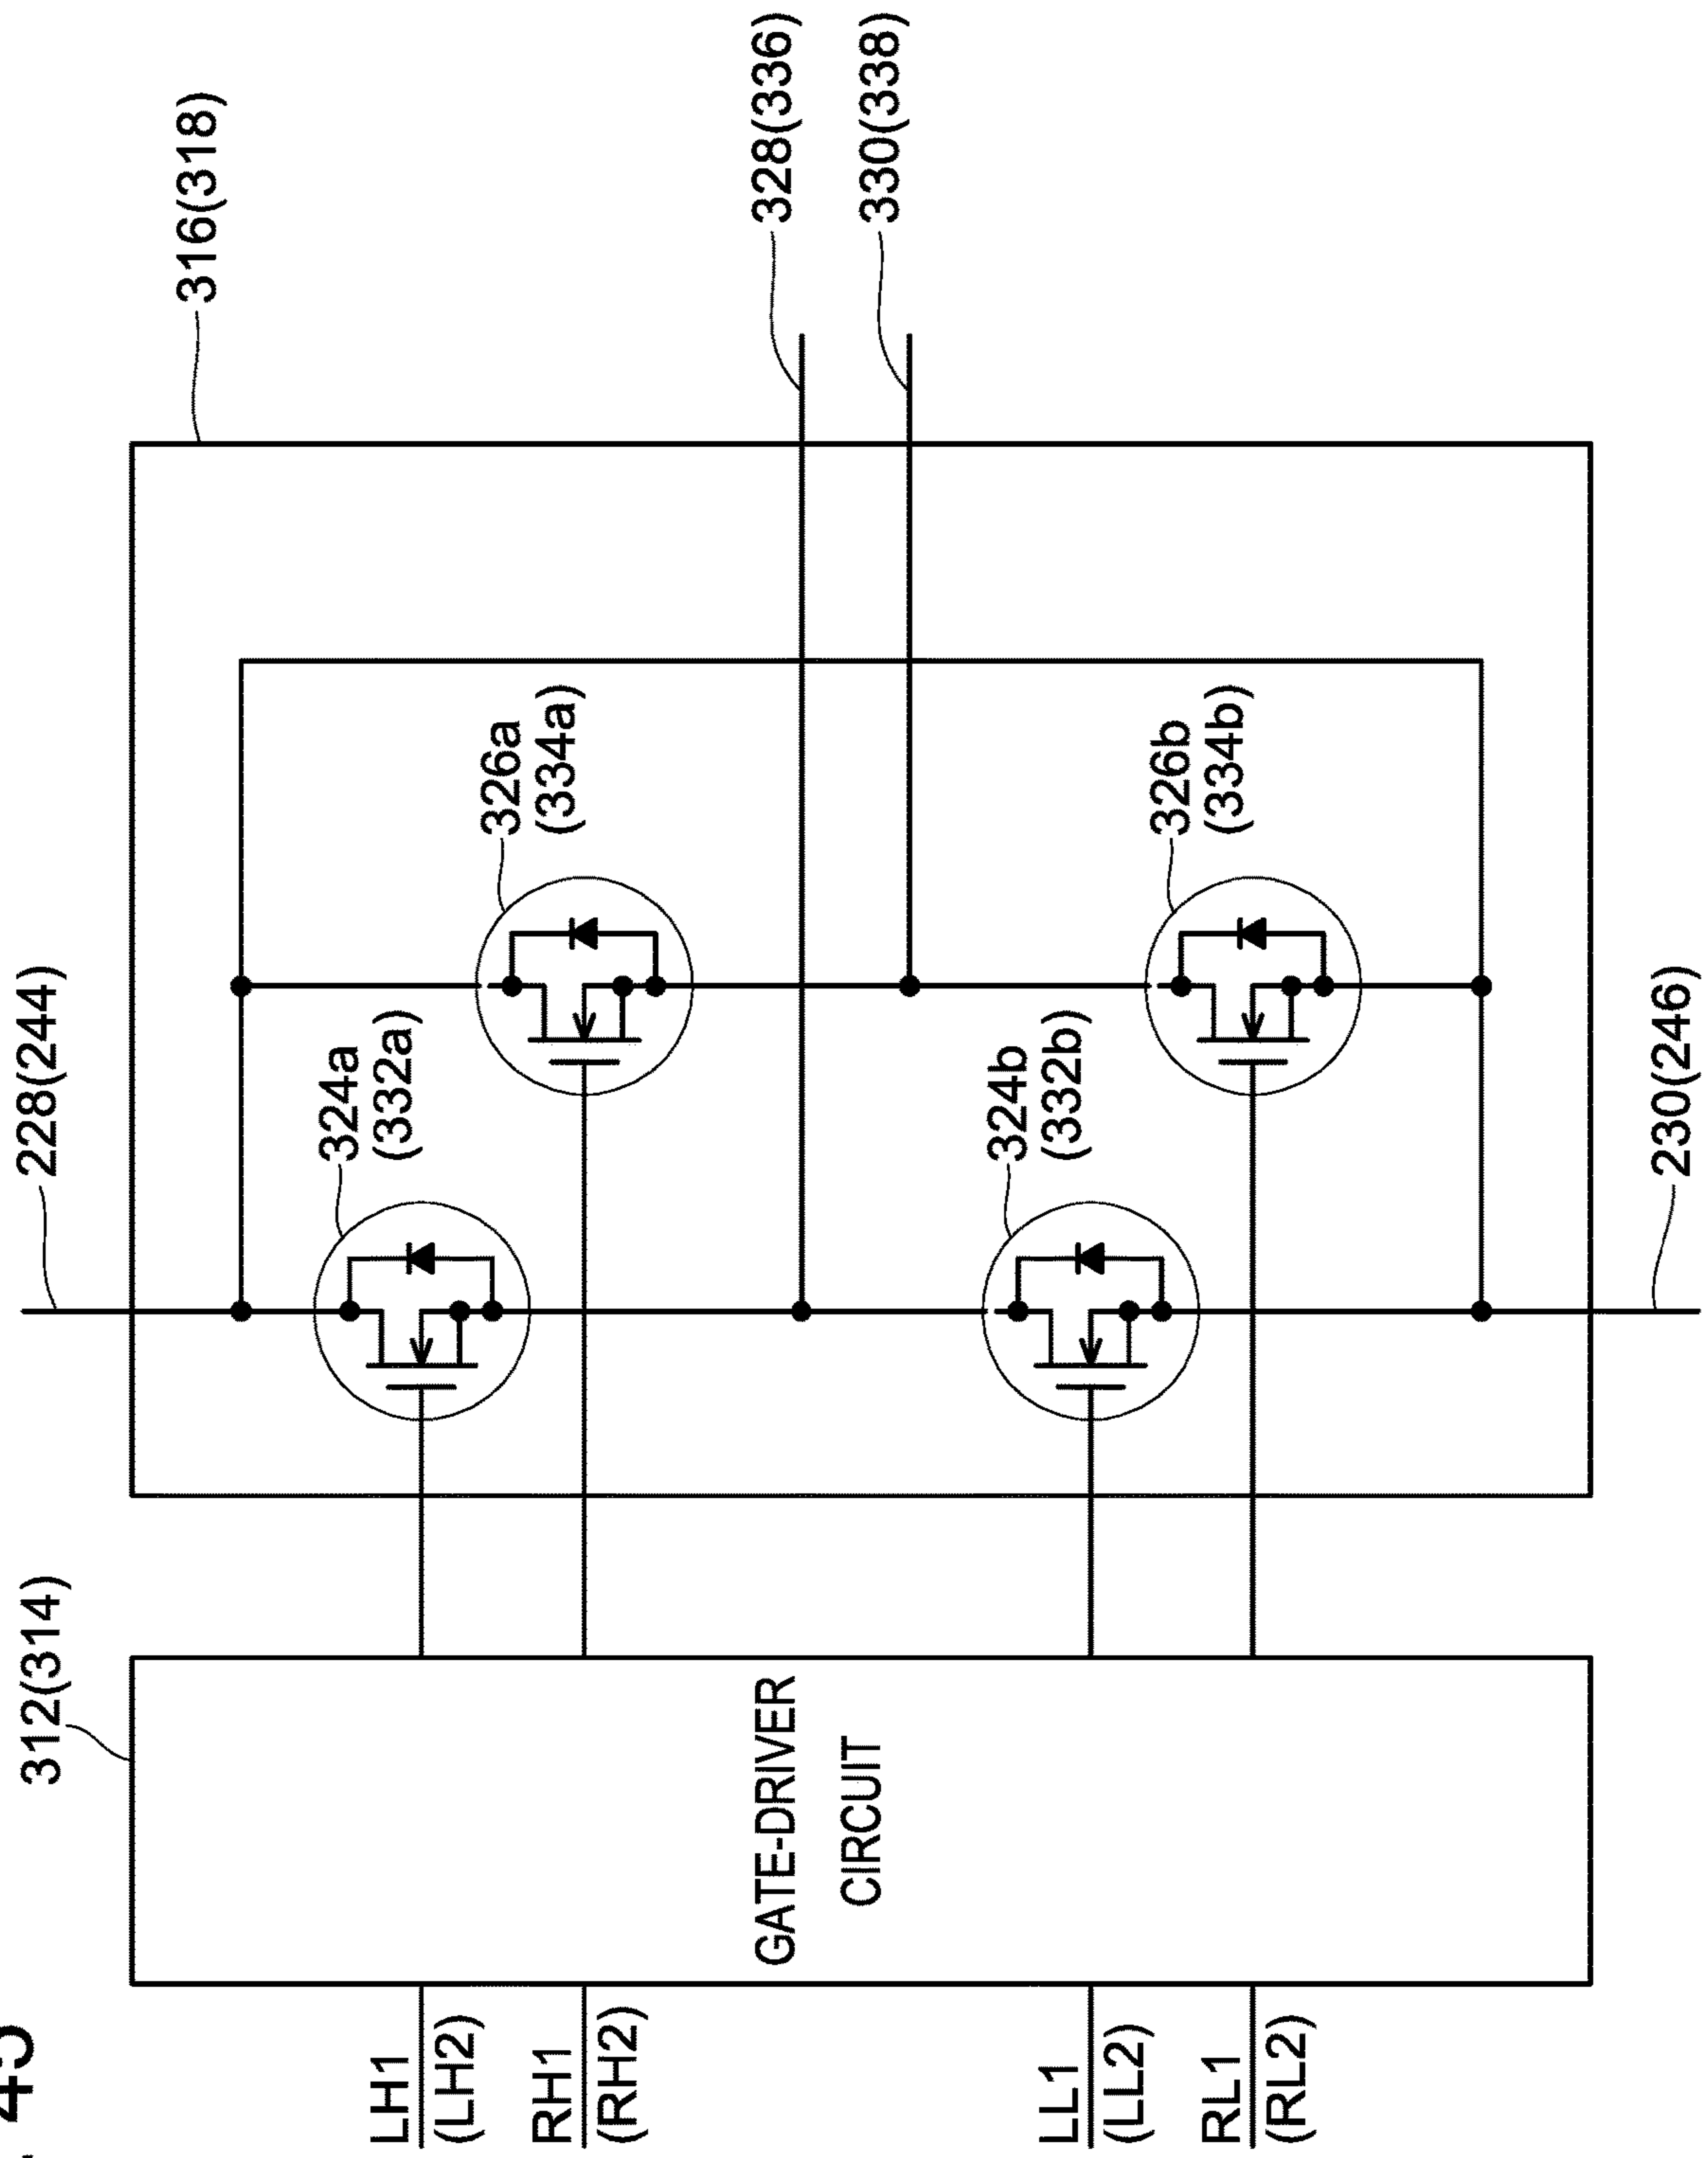 45
312(314)
228(244)
316(318)
324a
(332a)
LH1
(LH2)
326a
(334a)
RH1
(RH2)
GATE-DRIVER
CIRCUIT
328(336)
330(338)
324b
(332b)
LL1
(LL2)
326b
(334b)
RL1
(RL2)
230(246)